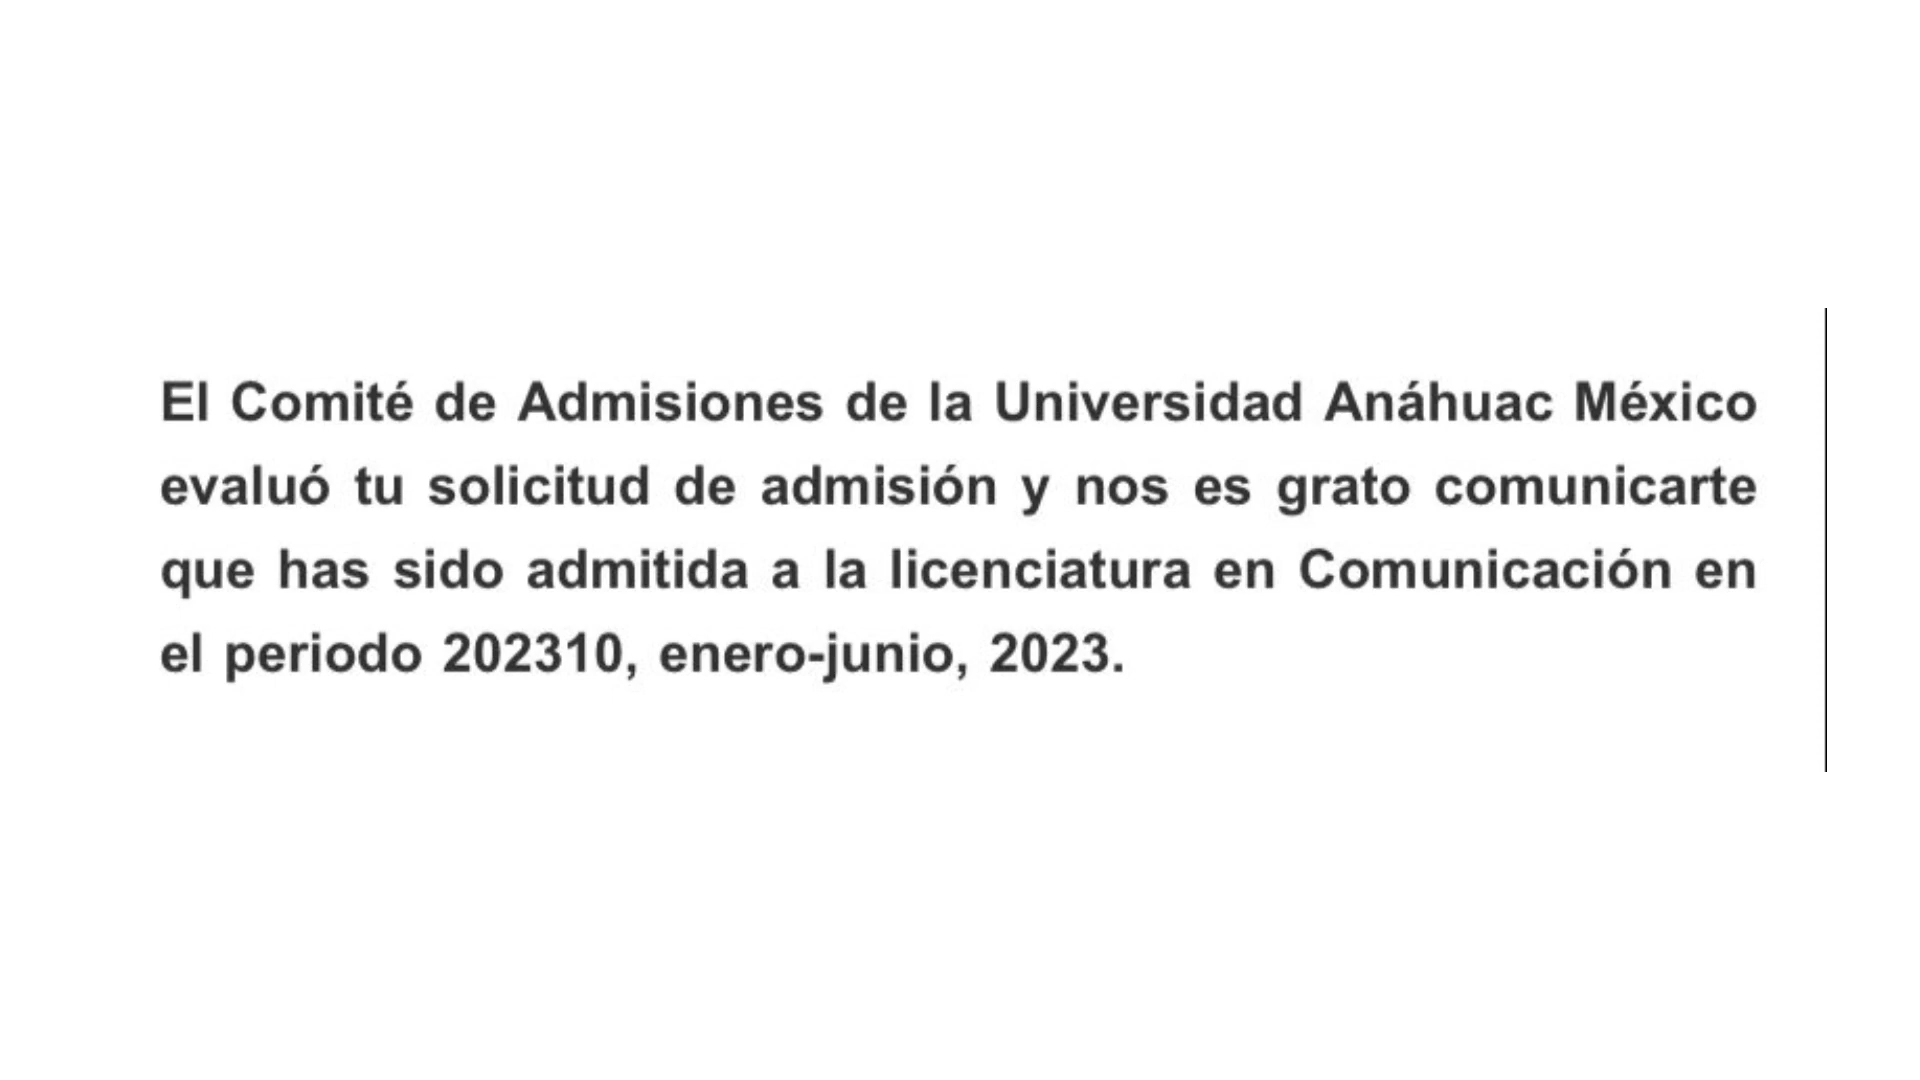 El Comité de Admisiones de la Universidad Anáhuac México
evaluó tu solicitud de admisión y nos es grato comunicarte
que has sido admitida a la licenciatura en Comunicación en
el periodo 202310, enero-junio, 2023.